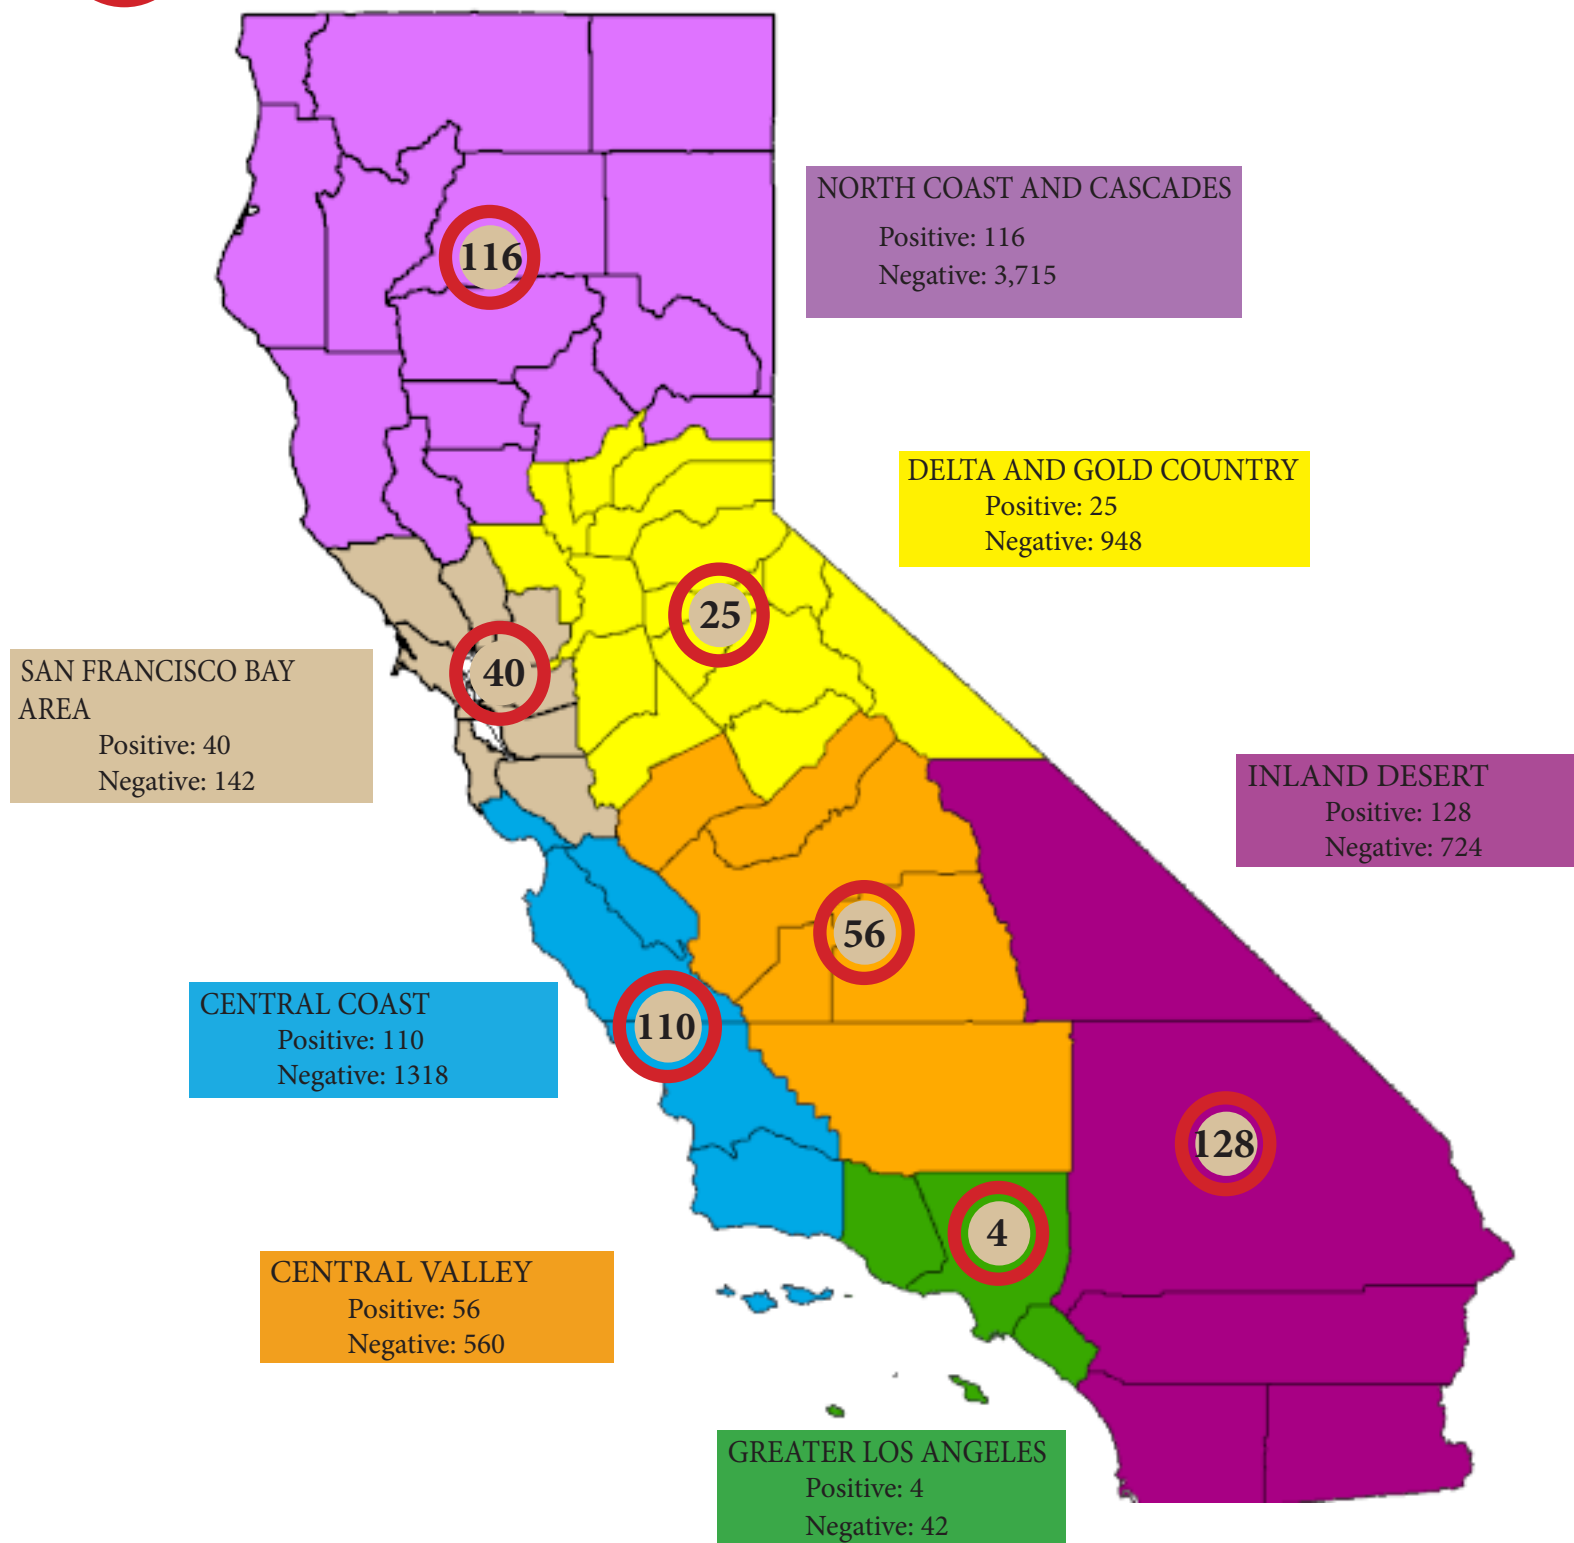 NORTH COAST AND CASCADES
Positive: 116
Negative: 3,715
116
DELTA AND GOLD COUNTRY
Positive: 25
Negative: 948
25
SAN FRANCISCO BAY
AREA
Positive: 40
Negative: 142
40
INLAND DESERT
Positive: 128
Negative: 724
56
CENTRAL COAST
Positive: 110
Negative: 1318
110
128
4
CENTRAL VALLEY
Positive: 56
Negative: 560
GREATER LOS ANGELES
Positive: 4
Negative: 42